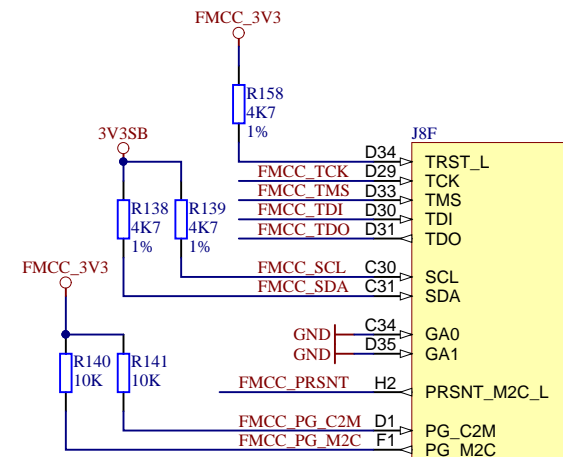 FMCC_3V3
R158
4K7
1%
3V3SB
J8F
D34
TRST_L
FMCC_TCK
D29
TCK
FMCC_TMS
D33
TMS
R138
4K7
1%
R139
4K7
1%
FMCC_TDI
D30
TDI
FMCC_TDO
D31
TDO
FMCC_3V3
FMCC_SCL
C30
SCL
FMCC_SDA
C31
SDA
GND
C34
GA0
GND
D35
GA1
R140
10K
R141
10K
FMCC_PRSNT
H2
PRSNT_M2C_L
FMCC_PG_C2M
D1
PG_C2M
FMCC_PG_M2C
F1
PG_M2C